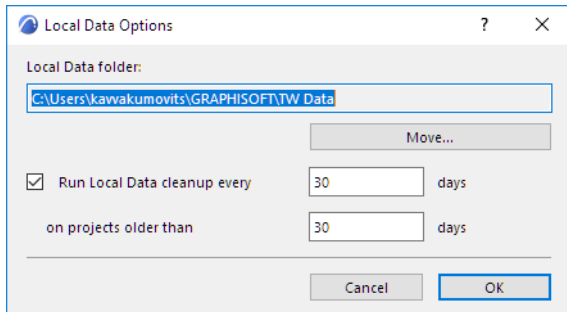 Local Data Options
?
Local Data folder:
C:\Users\kavvakumovits\GRAPHISOFT\TW Data
Move...
Run Local Data cleanup every 30 days
on projects older than 30 days
Cancel OK